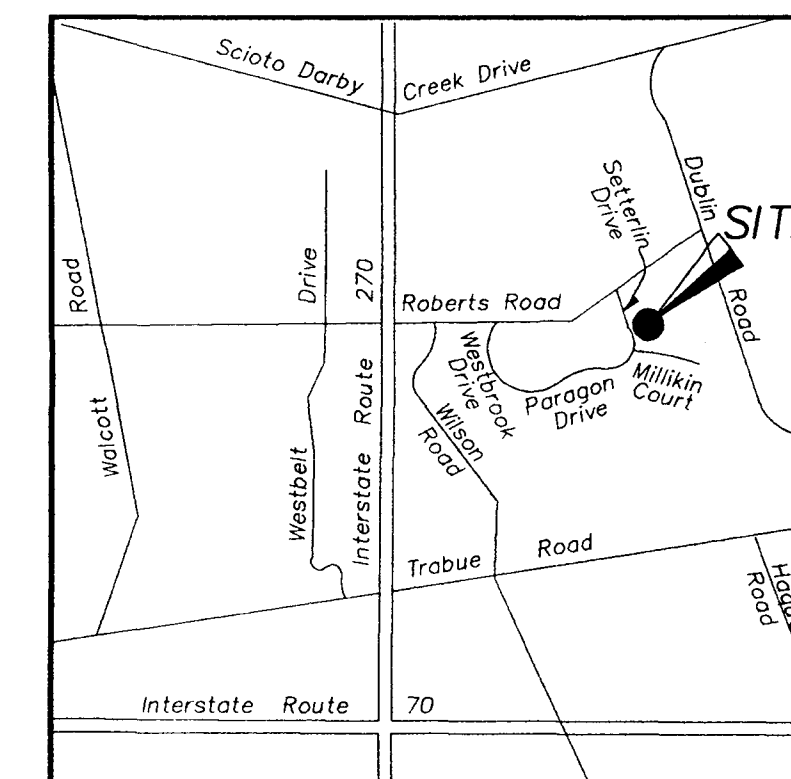 Scioto Darby
Creek Drive
Setterlin
Drive
Dublin
Road
Road
Walcott
Drive
Westbelt
Interstate Route 270
Roberts Road
Westbrook
Drive
Wilson
Road
Paragon
Drive
Millikin
Court
Trabue Road
Road
Interstate Route 70